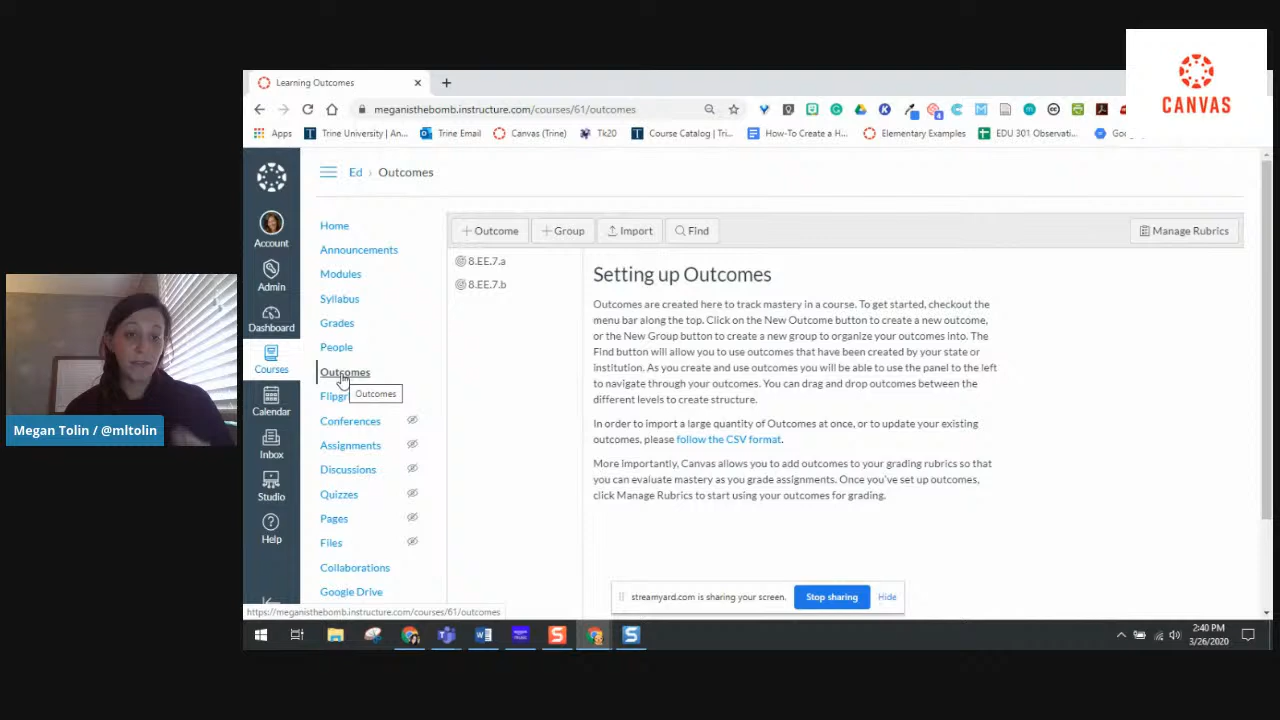 CANVAS
Learning Outcomes
meganisthebomb.instructure.com/courses/61/outcomes
Apps
Trine University | An...
Trine Email
Canvas (Trine)
Tk20
Course Catalog | Tri...
How-To Create a H...
Elementary Examples
EDU 301 Observati...
Ed › Outcomes
Account
Admin
Dashboard
Courses
Calendar
Inbox
Studio
Help
Home
Announcements
Modules
Syllabus
Grades
People
Outcomes
Flipgr
Outcomes
Conferences
Assignments
Discussions
Quizzes
Pages
Files
Collaborations
Google Drive
+ Outcome
+ Group
Import
Find
Manage Rubrics
8.EE.7.a
8.EE.7.b
Setting up Outcomes
Outcomes are created here to track mastery in a course. To get started, checkout the
menu bar along the top. Click on the New Outcome button to create a new outcome,
or the New Group button to create a new group to organize your outcomes into. The
Find button will allow you to use outcomes that have been created by your state or
institution. As you create and use outcomes you will be able to use the panel to the left
to navigate through your outcomes. You can drag and drop outcomes between the
different levels to create structure.
In order to import a large quantity of Outcomes at once, or to update your existing
outcomes, please follow the CSV format.
More importantly, Canvas allows you to add outcomes to your grading rubrics so that
you can evaluate mastery as you grade assignments. Once you've set up outcomes,
click Manage Rubrics to start using your outcomes for grading.
Megan Tolin / @mltolin
streamyard.com is sharing your screen.
Stop sharing
Hide
https://meganisthebomb.instructure.com/courses/61/outcomes
2:40 PM
3/26/2020